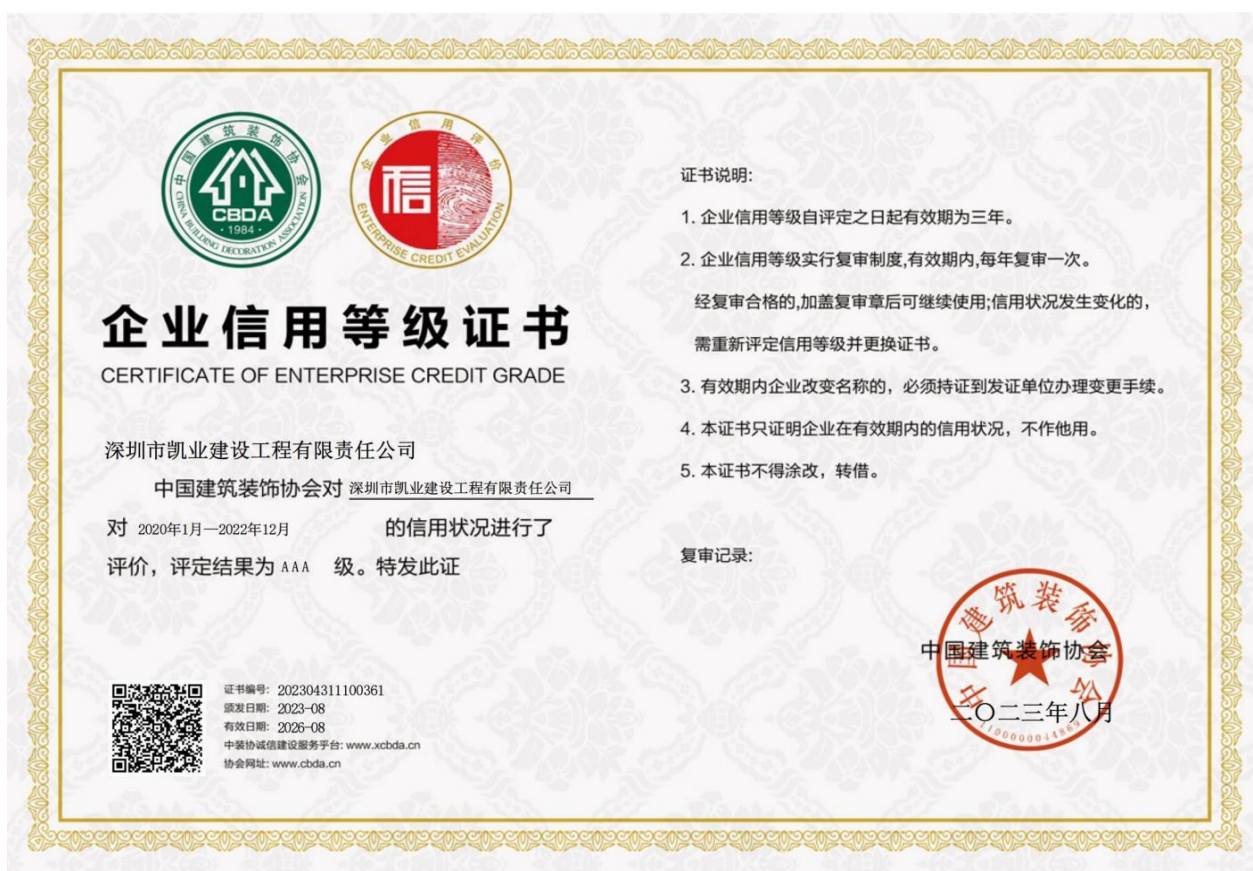 中国建筑装饰协会
CBDA
·1984·
CHINA BUILDING DECORATION ASSOCIATION
企业信用评价
信
ENTERPRISE CREDIT EVALUATION
企业信用等级证书
CERTIFICATE OF ENTERPRISE CREDIT GRADE
深圳市凯业建设工程有限责任公司
中国建筑装饰协会对 深圳市凯业建设工程有限责任公司
对 2020年1月—2022年12月 的信用状况进行了
评价，评定结果为 AAA 级。特发此证
证书编号: 202304311100361
颁发日期: 2023-08
有效日期: 2026-08
中装协诚信建设服务平台: www.xcbda.cn
协会网址: www.cbda.cn
证书说明:
1. 企业信用等级自评定之日起有效期为三年。
2. 企业信用等级实行复审制度,有效期内,每年复审一次。
经复审合格的,加盖复审章后可继续使用;信用状况发生变化的，
需重新评定信用等级并更换证书。
3. 有效期内企业改变名称的，必须持证到发证单位办理变更手续。
4. 本证书只证明企业在有效期内的信用状况，不作他用。
5. 本证书不得涂改，转借。
复审记录:
中国建筑装饰协会
中国建筑装饰协会
二〇二三年八月